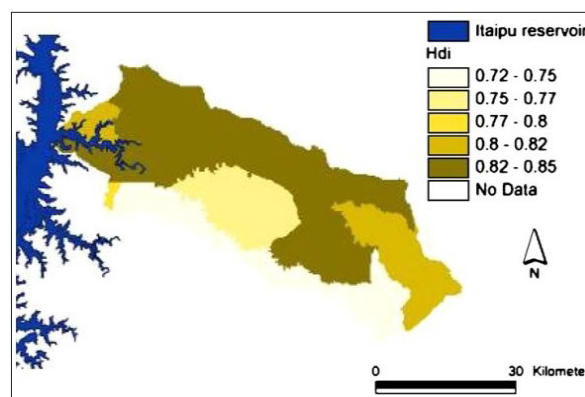 Itaipu reservoir
Hdi
0.72 - 0.75
0.75 - 0.77
0.77 - 0.8
0.8 - 0.82
0.82 - 0.85
No Data
N
0 30 Kilomete